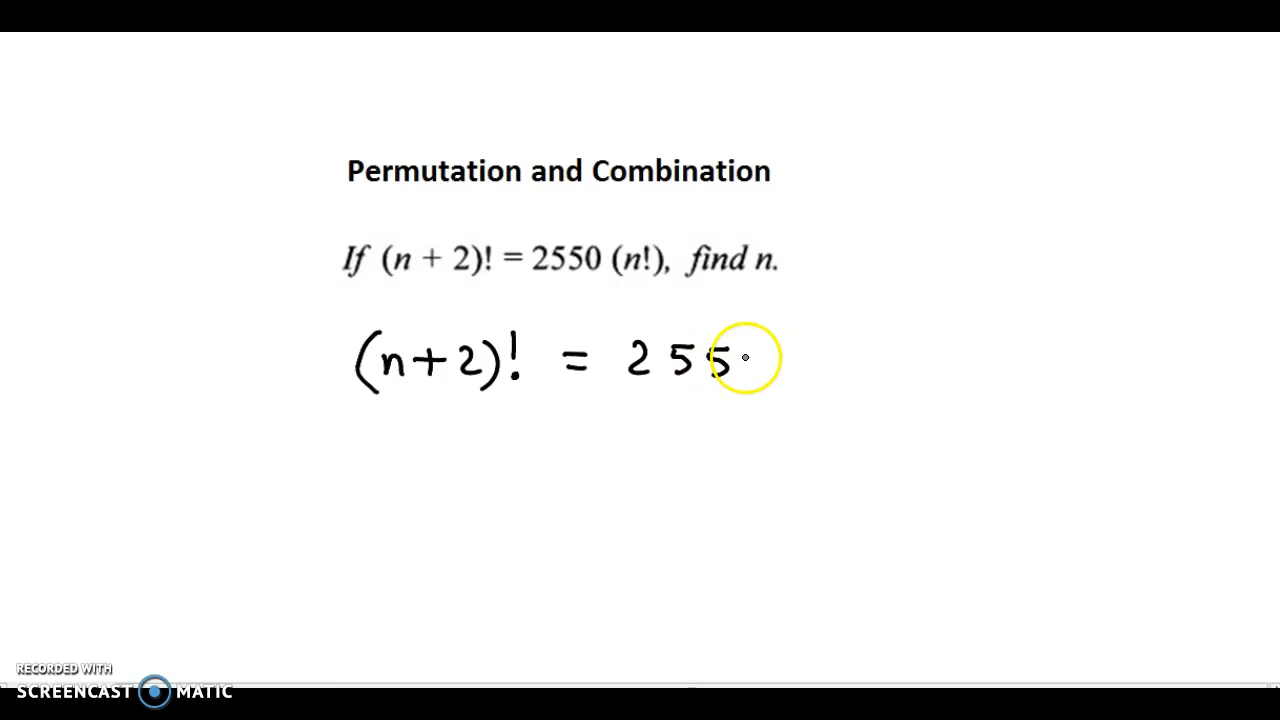 Permutation and Combination
If (n + 2)! = 2550 (n!), find n.
(n+2)! = 255
RECORDED WITH
SCREENCAST MATIC